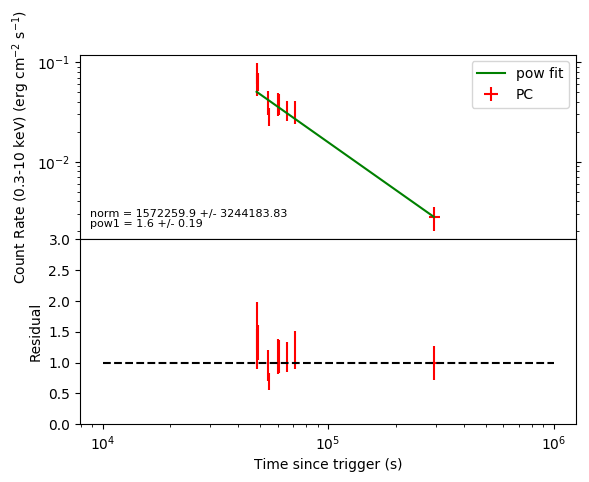 Count Rate (0.3-10 keV) (erg cm⁻² s⁻¹)
10⁻¹
10⁻²
pow fit
PC
norm = 1572259.9 +/- 3244183.83
pow1 = 1.6 +/- 0.19
Residual
3.0
2.5
2.0
1.5
1.0
0.5
0.0
10⁴ 10⁵ 10⁶
Time since trigger (s)